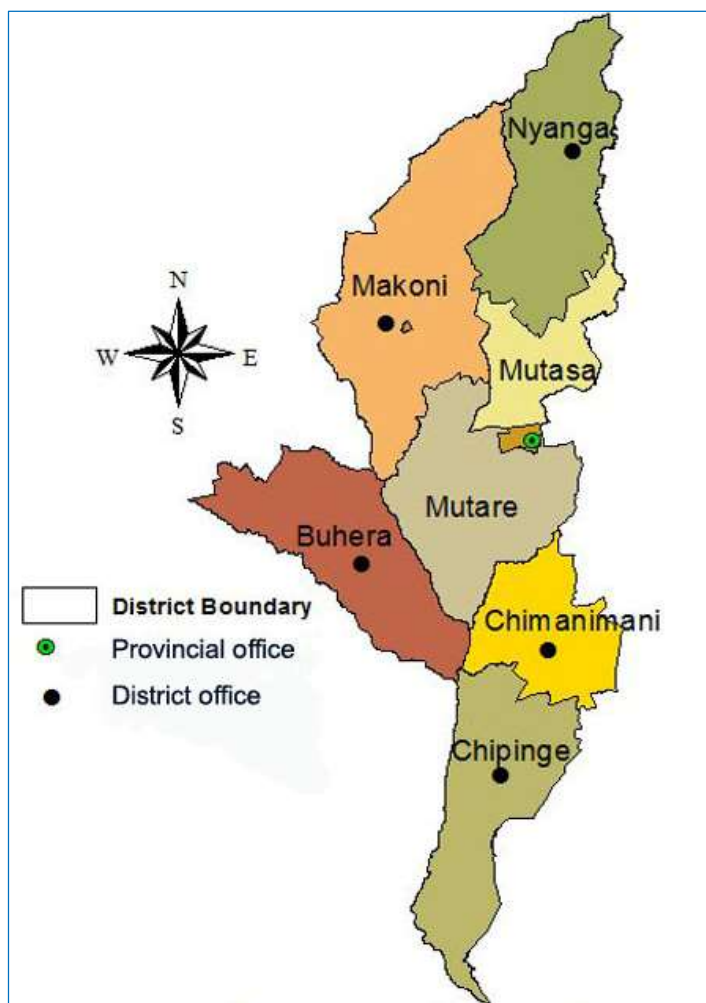 Nyanga
Makoni
N
W
E
S
Mutasa
Mutare
Buhera
District Boundary
Chimanimani
Provincial office
District office
Chipinge